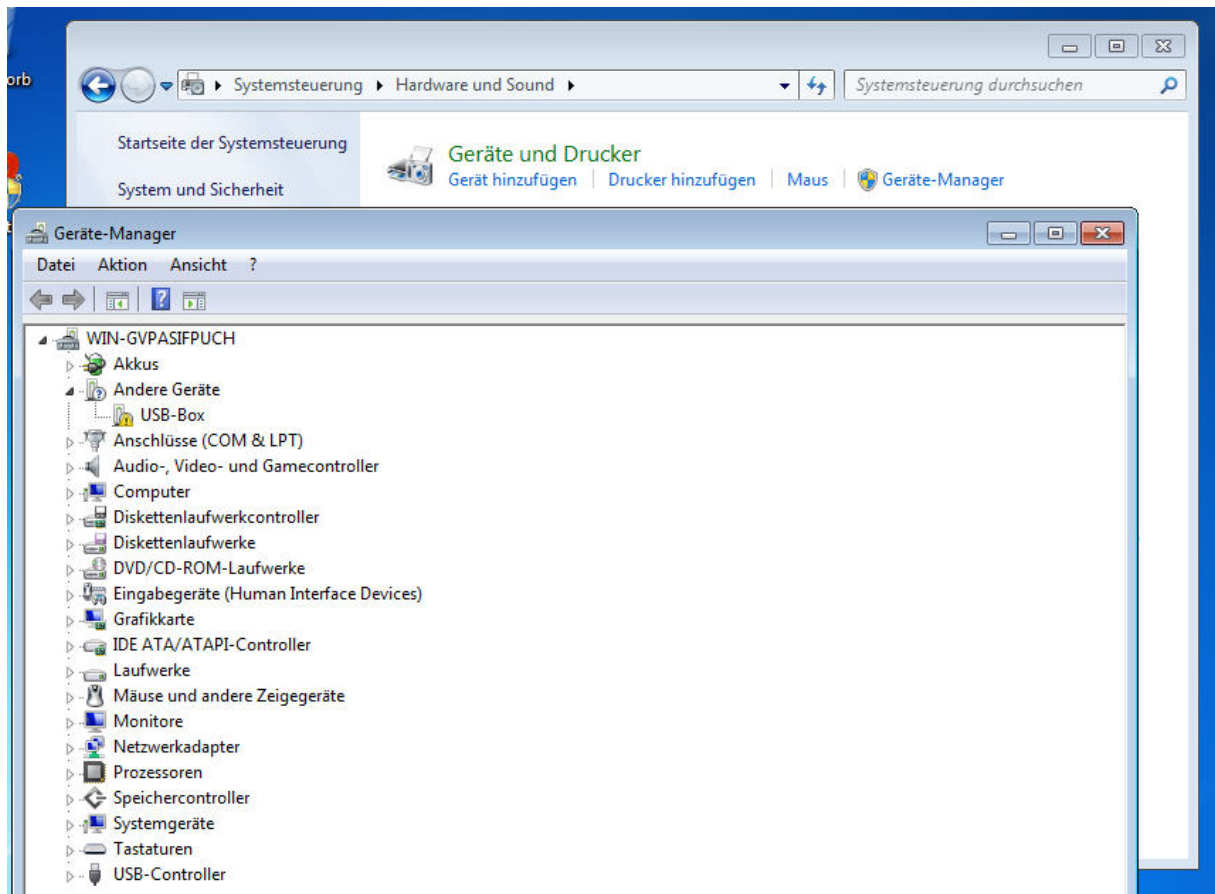 orb
Systemsteuerung Hardware und Sound
Systemsteuerung durchsuchen
Startseite der Systemsteuerung
System und Sicherheit
Geräte und Drucker
Gerät hinzufügen Drucker hinzufügen Maus Geräte-Manager
Geräte-Manager
Datei Aktion Ansicht ?
WIN-GVPASIFPUCH
Akkus
Andere Geräte
USB-Box
Anschlüsse (COM & LPT)
Audio-, Video- und Gamecontroller
Computer
Diskettenlaufwerkcontroller
Diskettenlaufwerke
DVD/CD-ROM-Laufwerke
Eingabegeräte (Human Interface Devices)
Grafikkarte
IDE ATA/ATAPI-Controller
Laufwerke
Mäuse und andere Zeigegeräte
Monitore
Netzwerkadapter
Prozessoren
Speichercontroller
Systemgeräte
Tastaturen
USB-Controller